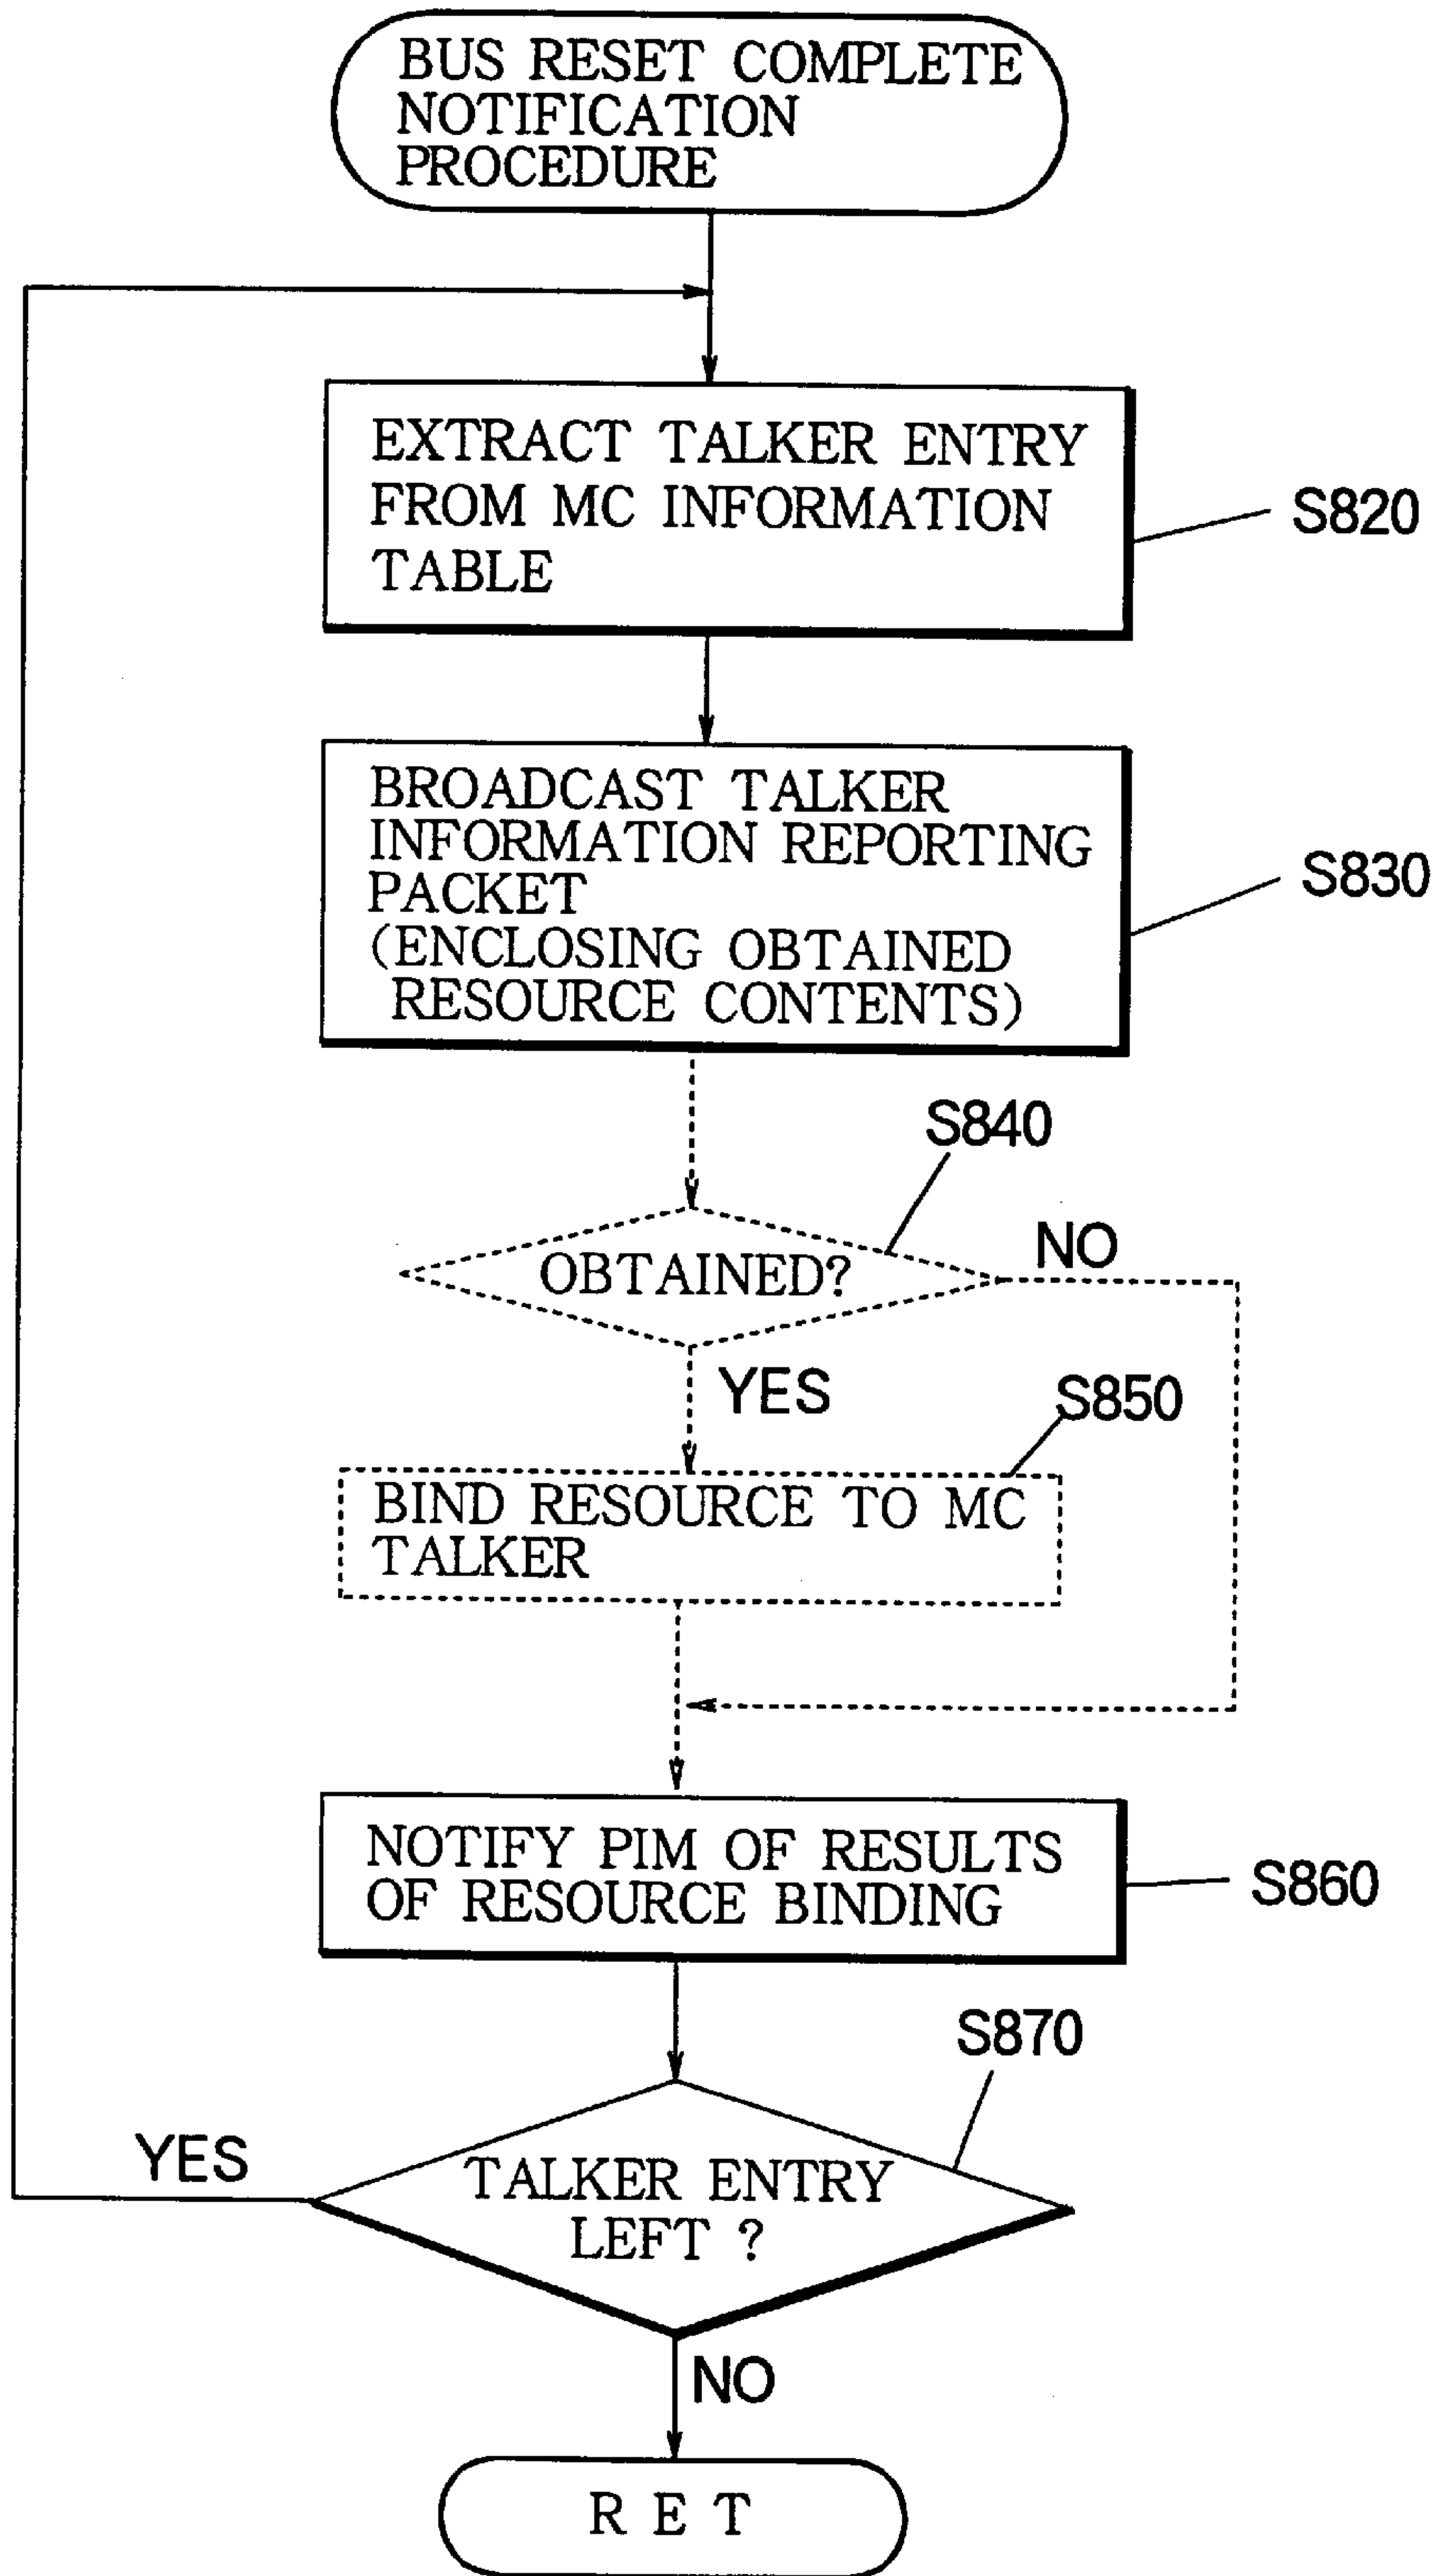 BUS RESET COMPLETE
NOTIFICATION
PROCEDURE
EXTRACT TALKER ENTRY
FROM MC INFORMATION
TABLE
S820
BROADCAST TALKER
INFORMATION REPORTING
PACKET
(ENCLOSING OBTAINED
RESOURCE CONTENTS)
S830
S840
OBTAINED?
NO
YES
S850
BIND RESOURCE TO MC
TALKER
NOTIFY PIM OF RESULTS
OF RESOURCE BINDING
S860
S870
YES
TALKER ENTRY
LEFT ?
NO
R E T